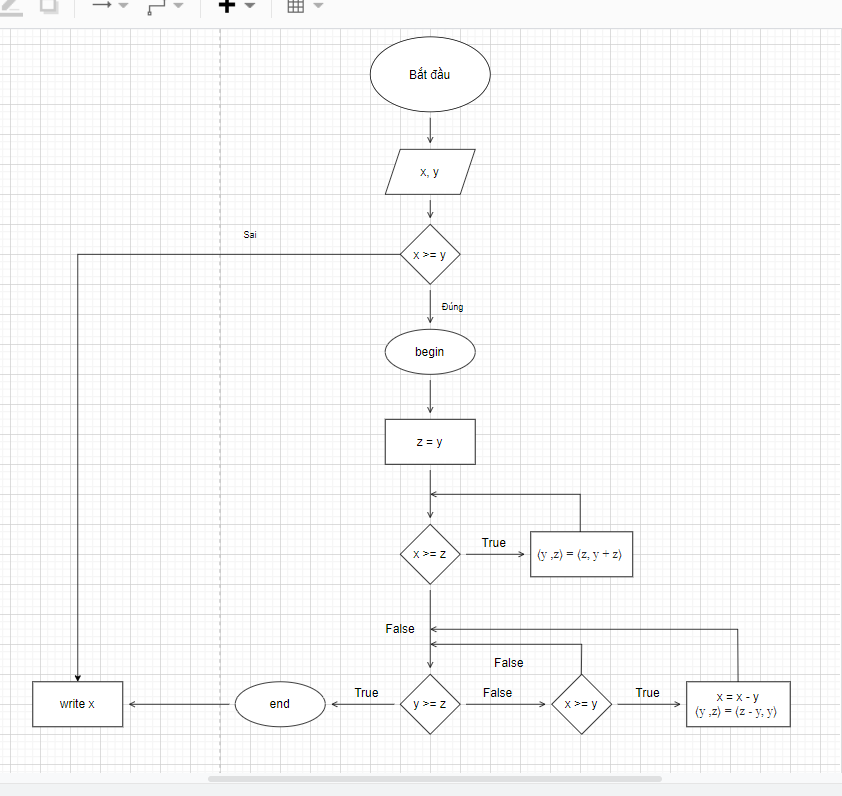 Bắt đầu
x, y
Sai
x >= y
Đúng
begin
z = y
True
x >= z
(y ,z) = (z, y + z)
False
False
write x
end
True
y >= z
False
x >= y
True
x = x - y
(y ,z) = (z - y, y)